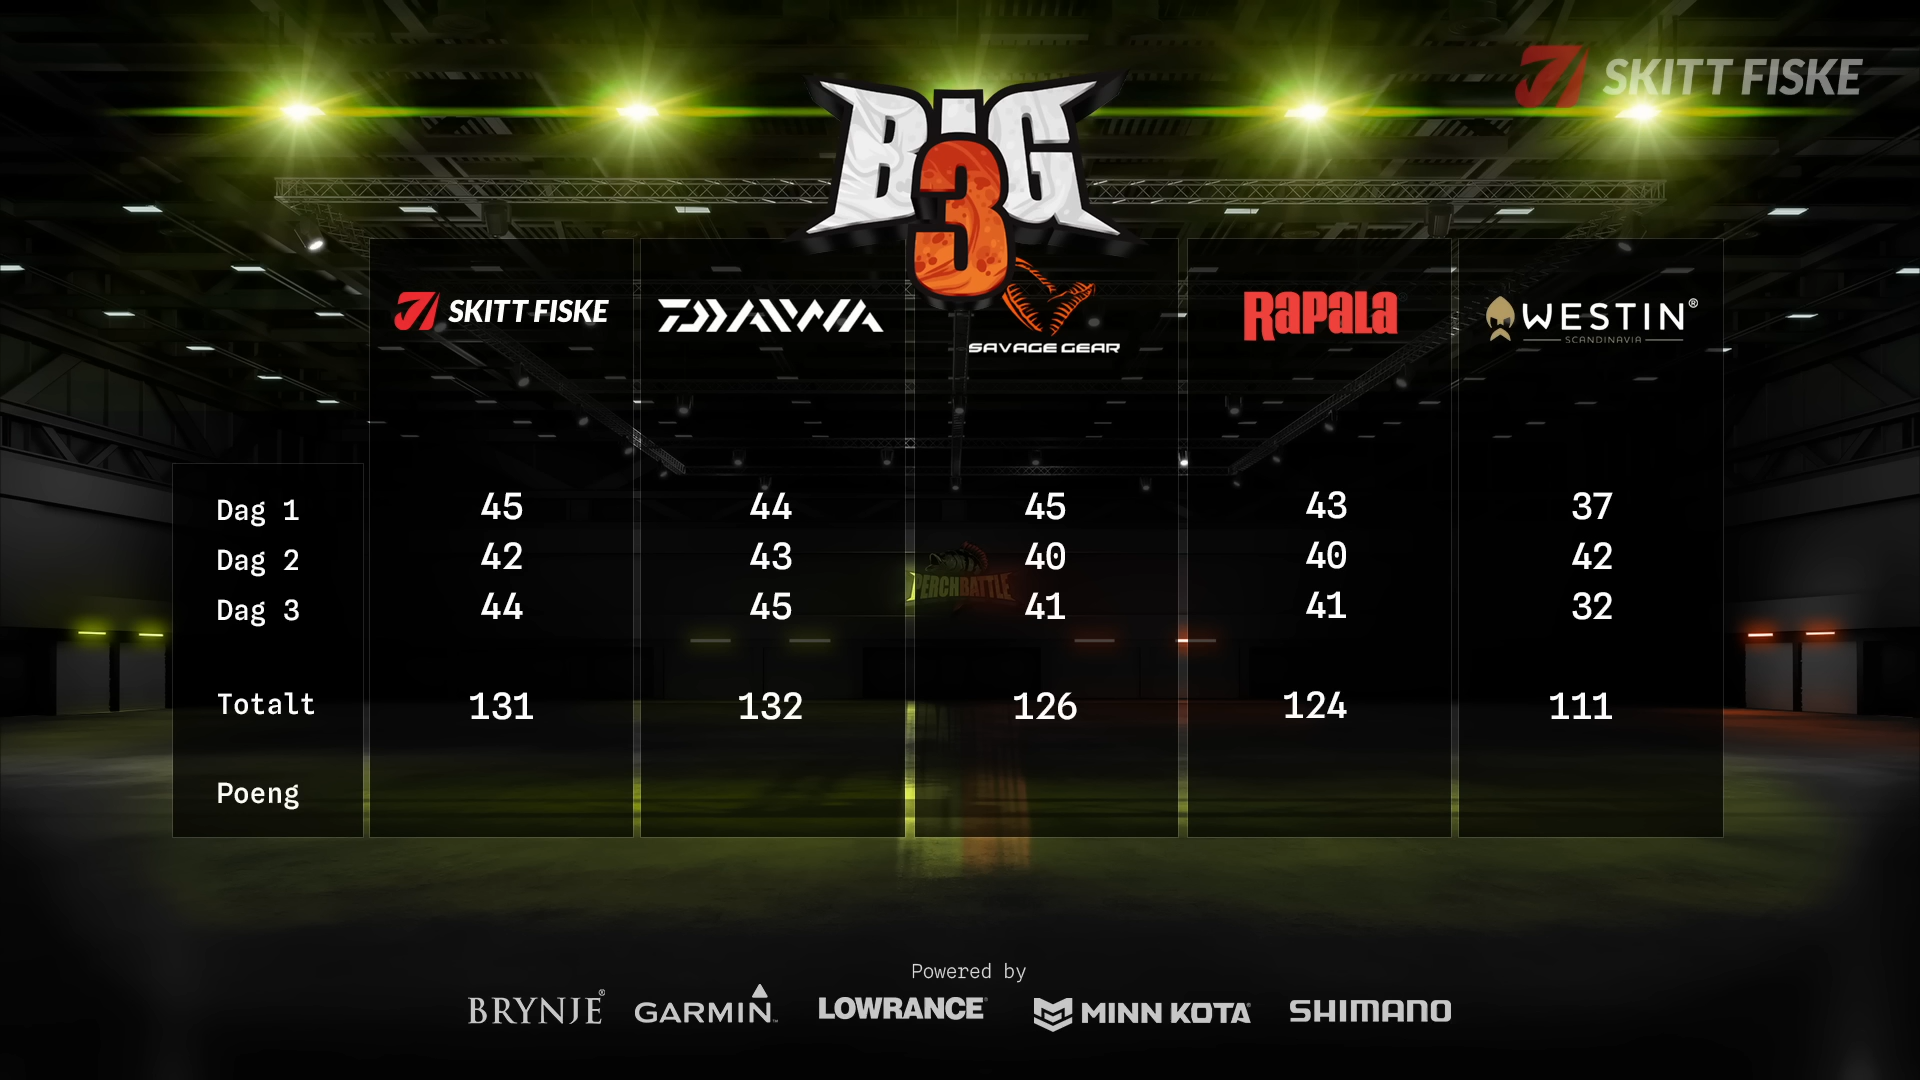 BIG
3
SKITT FISKE
SKITT FISKE
DAIWA
SAVAGE GEAR
RAPALA
WESTIN®
SCANDINAVIA
Dag 1 45 44 45 43 37
Dag 2 42 43 40 40 42
Dag 3 44 45 41 41 32
PERCHBATTLE
Totalt 131 132 126 124 111
Poeng
Powered by
BRYNJE®
GARMIN™
LOWRANCE®
MINN KOTA®
SHIMANO